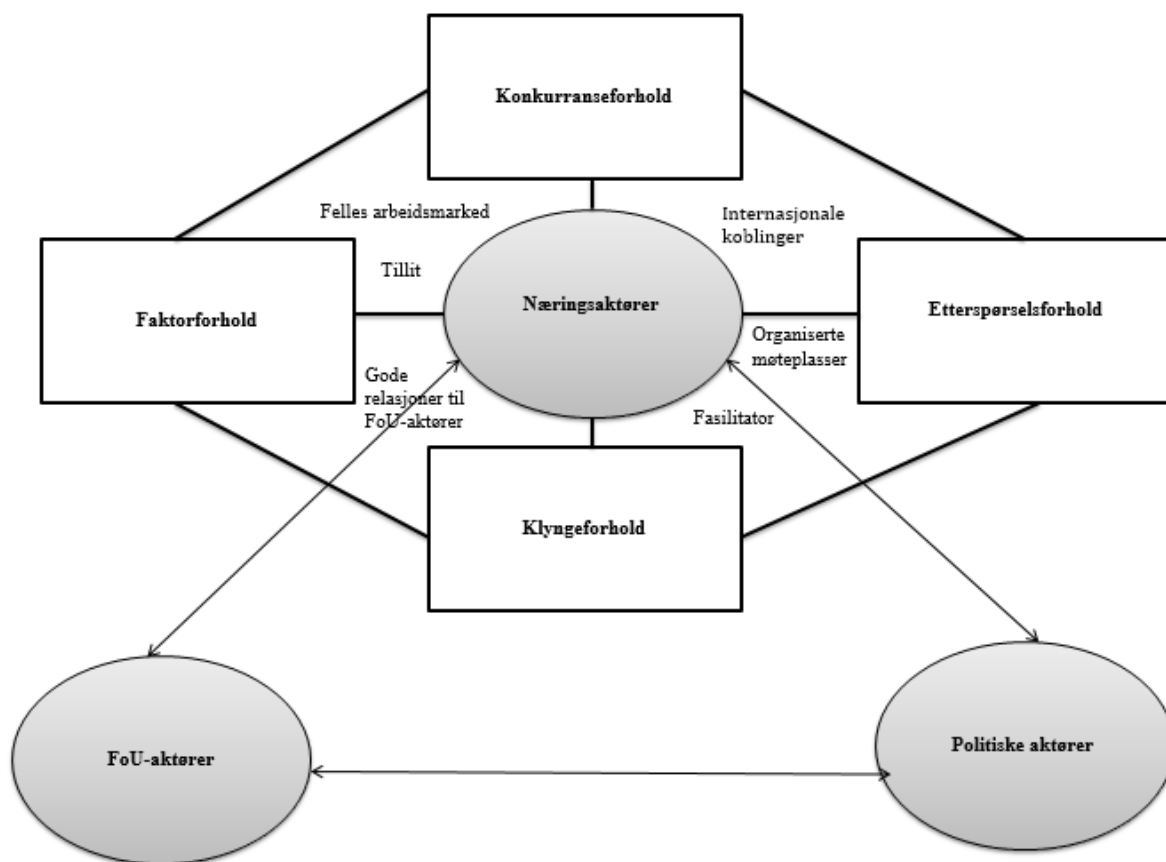 Konkurranseforhold
Felles arbeidsmarked
Internasjonale
koblinger
Tillit
Faktorforhold
Næringsaktører
Etterspørselsforhold
Organiserte
møteplasser
Gode
relasjoner til
FoU-aktører
Fasilitator
Klyngeforhold
FoU-aktører
Politiske aktører